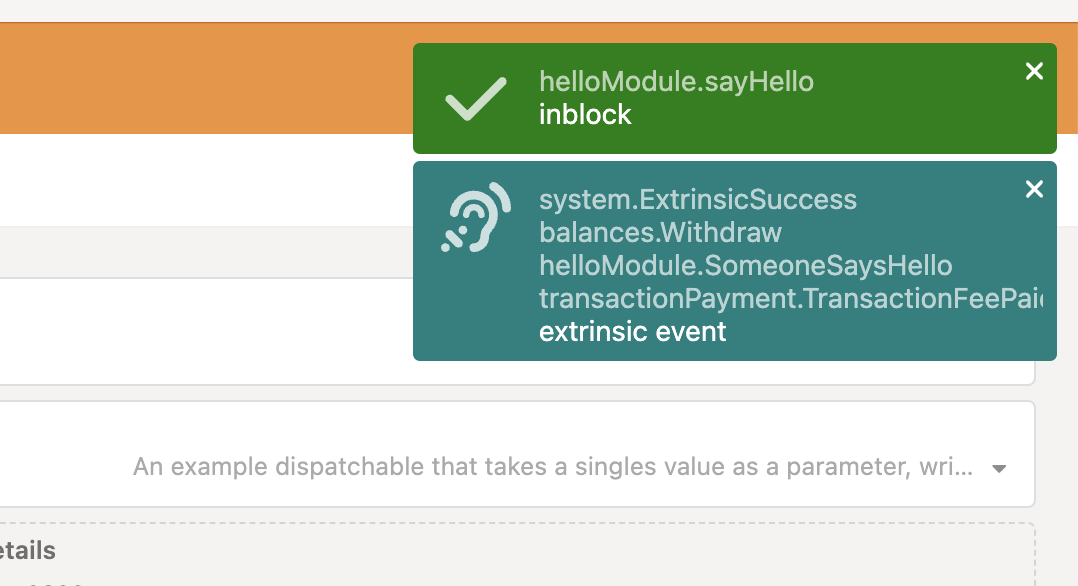 helloModule.sayHello
inblock
system.ExtrinsicSuccess
balances.Withdraw
helloModule.SomeoneSaysHello
transactionPayment.TransactionFeePai
extrinsic event
An example dispatchable that takes a singles value as a parameter, wri...
etails